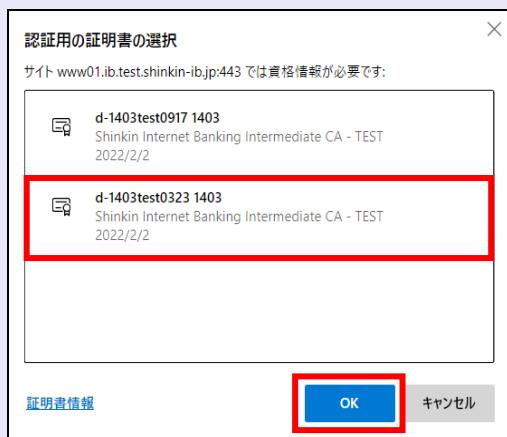 認証用の証明書の選択
サイト www01.ib.test.shinkin-ib.jp:443 では資格情報が必要です:
d-1403test0917 1403
Shinkin Internet Banking Intermediate CA - TEST
2022/2/2
d-1403test0323 1403
Shinkin Internet Banking Intermediate CA - TEST
2022/2/2
証明書情報
OK
キャンセル